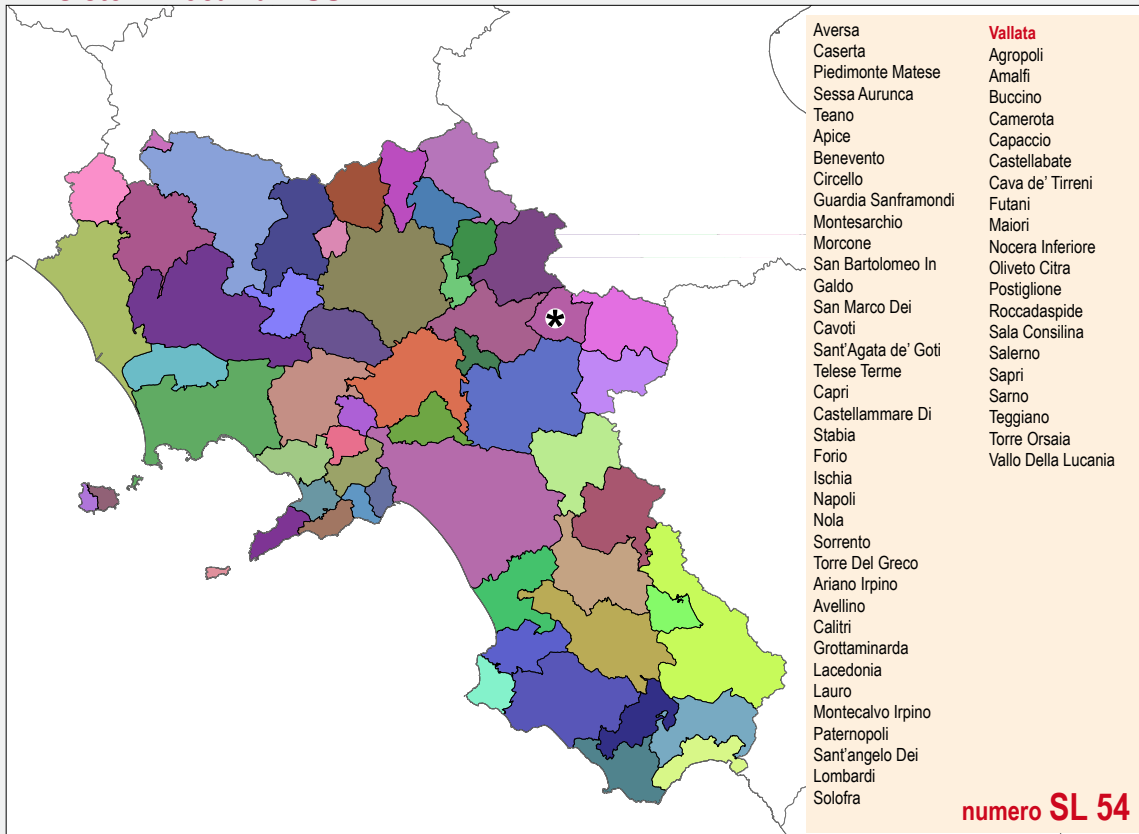 Aversa
Caserta
Piedimonte Matese
Sessa Aurunca
Teano
Apice
Benevento
Circello
Guardia Sanframondi
Montesarchio
Morcone
San Bartolomeo In
Galdo
San Marco Dei
Cavoti
Sant'Agata de' Goti
Telese Terme
Capri
Castellammare Di
Stabia
Forio
Ischia
Napoli
Nola
Sorrento
Torre Del Greco
Ariano Irpino
Avellino
Calitri
Grottaminarda
Lacedonia
Lauro
Montecalvo Irpino
Paternopoli
Sant'angelo Dei
Lombardi
Solofra
Vallata
Agropoli
Amalfi
Buccino
Camerota
Capaccio
Castellabate
Cava de' Tirreni
Futani
Maiori
Nocera Inferiore
Oliveto Citra
Postiglione
Roccadaspide
Sala Consilina
Salerno
Sapri
Sarno
Teggiano
Torre Orsaia
Vallo Della Lucania
numero SL 54